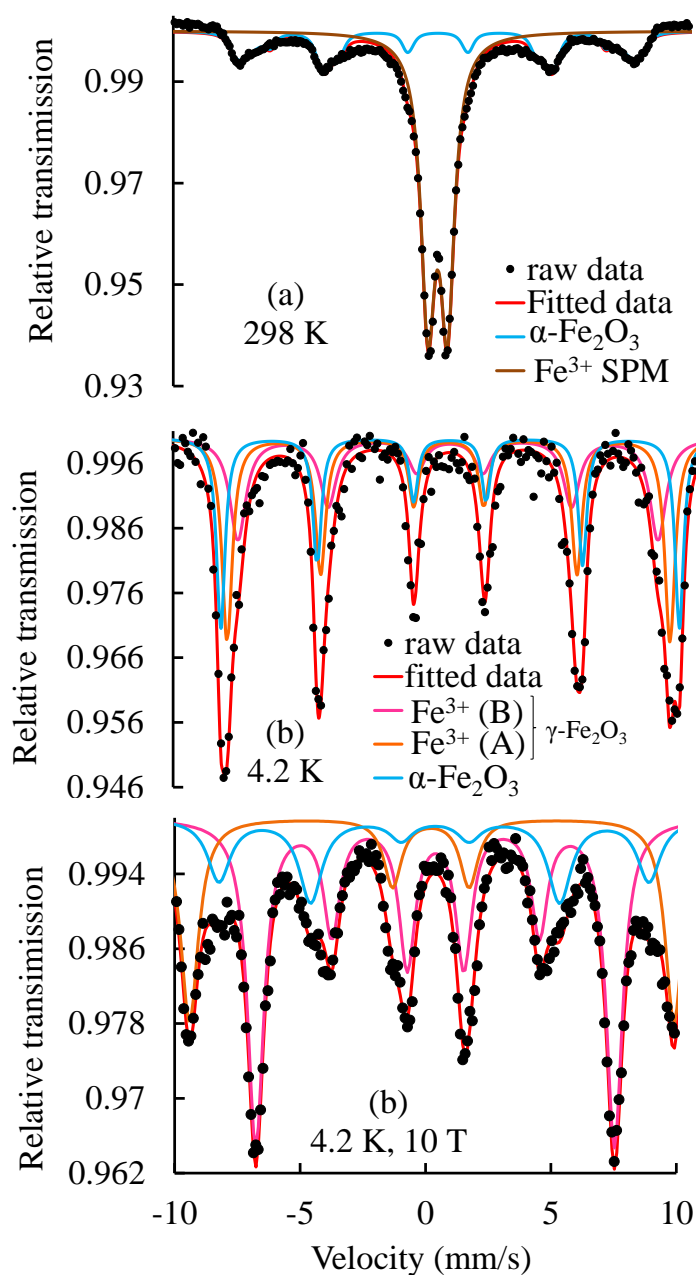 Relative transimission
0.99
0.97
0.95
0.93
(a)
298 K
raw data
Fitted data
α-Fe₂O₃
Fe³⁺ SPM
Relative transmission
0.996
0.986
0.976
0.966
0.956
0.946
(b)
4.2 K
raw data
fitted data
Fe³⁺ (B)
Fe³⁺ (A)
γ-Fe₂O₃
α-Fe₂O₃
Relative transmission
0.994
0.986
0.978
0.97
0.962
(b)
4.2 K, 10 T
-10 -5 0 5 10
Velocity (mm/s)